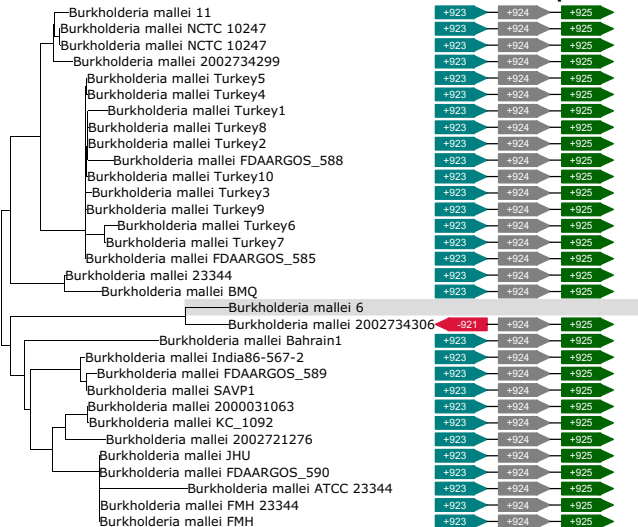 Burkholderia mallei 11 +923 +924 +925
Burkholderia mallei NCTC 10247 +923 +924 +925
Burkholderia mallei NCTC 10247 +923 +924 +925
Burkholderia mallei 2002734299 +923 +924 +925
Burkholderia mallei Turkey5 +923 +924 +925
Burkholderia mallei Turkey4 +923 +924 +925
Burkholderia mallei Turkey1 +923 +924 +925
Burkholderia mallei Turkey8 +923 +924 +925
Burkholderia mallei Turkey2 +923 +924 +925
Burkholderia mallei FDAARGOS_588 +923 +924 +925
Burkholderia mallei Turkey10 +923 +924 +925
Burkholderia mallei Turkey3 +923 +924 +925
Burkholderia mallei Turkey9 +923 +924 +925
Burkholderia mallei Turkey6 +923 +924 +925
Burkholderia mallei Turkey7 +923 +924 +925
Burkholderia mallei FDAARGOS_585 +923 +924 +925
Burkholderia mallei 23344 +923 +924 +925
Burkholderia mallei BMQ +923 +924 +925
Burkholderia mallei 6
Burkholderia mallei 2002734306 -921 +924 +925
Burkholderia mallei Bahrain1 +923 +924 +925
Burkholderia mallei India86-567-2 +923 +924 +925
Burkholderia mallei FDAARGOS_589 +923 +924 +925
Burkholderia mallei SAVP1 +923 +924 +925
Burkholderia mallei 2000031063 +923 +924 +925
Burkholderia mallei KC_1092 +923 +924 +925
Burkholderia mallei 2002721276 +923 +924 +925
Burkholderia mallei JHU +923 +924 +925
Burkholderia mallei FDAARGOS_590 +923 +924 +925
Burkholderia mallei ATCC 23344 +923 +924 +925
Burkholderia mallei FMH 23344 +923 +924 +925
Burkholderia mallei FMH +923 +924 +925